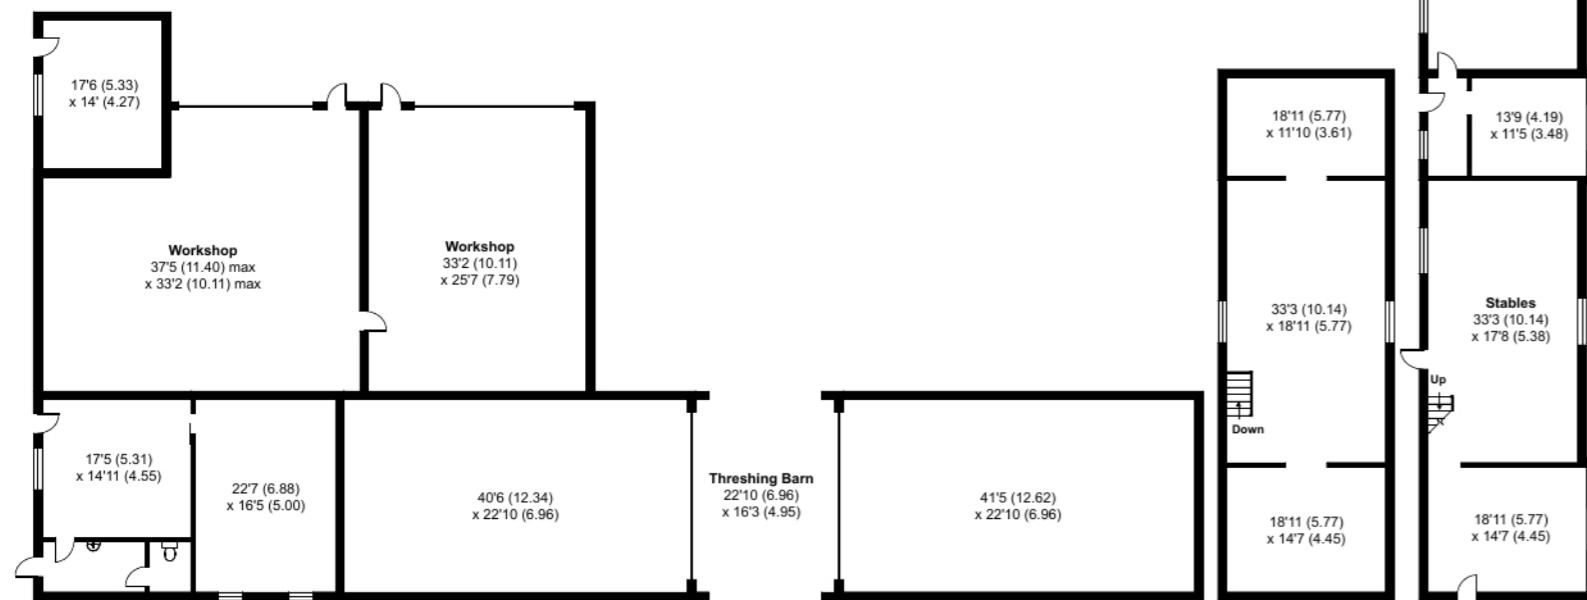 17'6 (5.33)
x 14' (4.27)
Workshop
37'5 (11.40) max
x 33'2 (10.11) max
Workshop
33'2 (10.11)
x 25'7 (7.79)
17'5 (5.31)
x 14'11 (4.55)
22'7 (6.88)
x 16'5 (5.00)
40'6 (12.34)
x 22'10 (6.96)
Threshing Barn
22'10 (6.96)
x 16'3 (4.95)
41'5 (12.62)
x 22'10 (6.96)
18'11 (5.77)
x 11'10 (3.61)
33'3 (10.14)
x 18'11 (5.77)
Down
18'11 (5.77)
x 14'7 (4.45)
13'9 (4.19)
x 11'5 (3.48)
Stables
33'3 (10.14)
x 17'8 (5.38)
Up
18'11 (5.77)
x 14'7 (4.45)